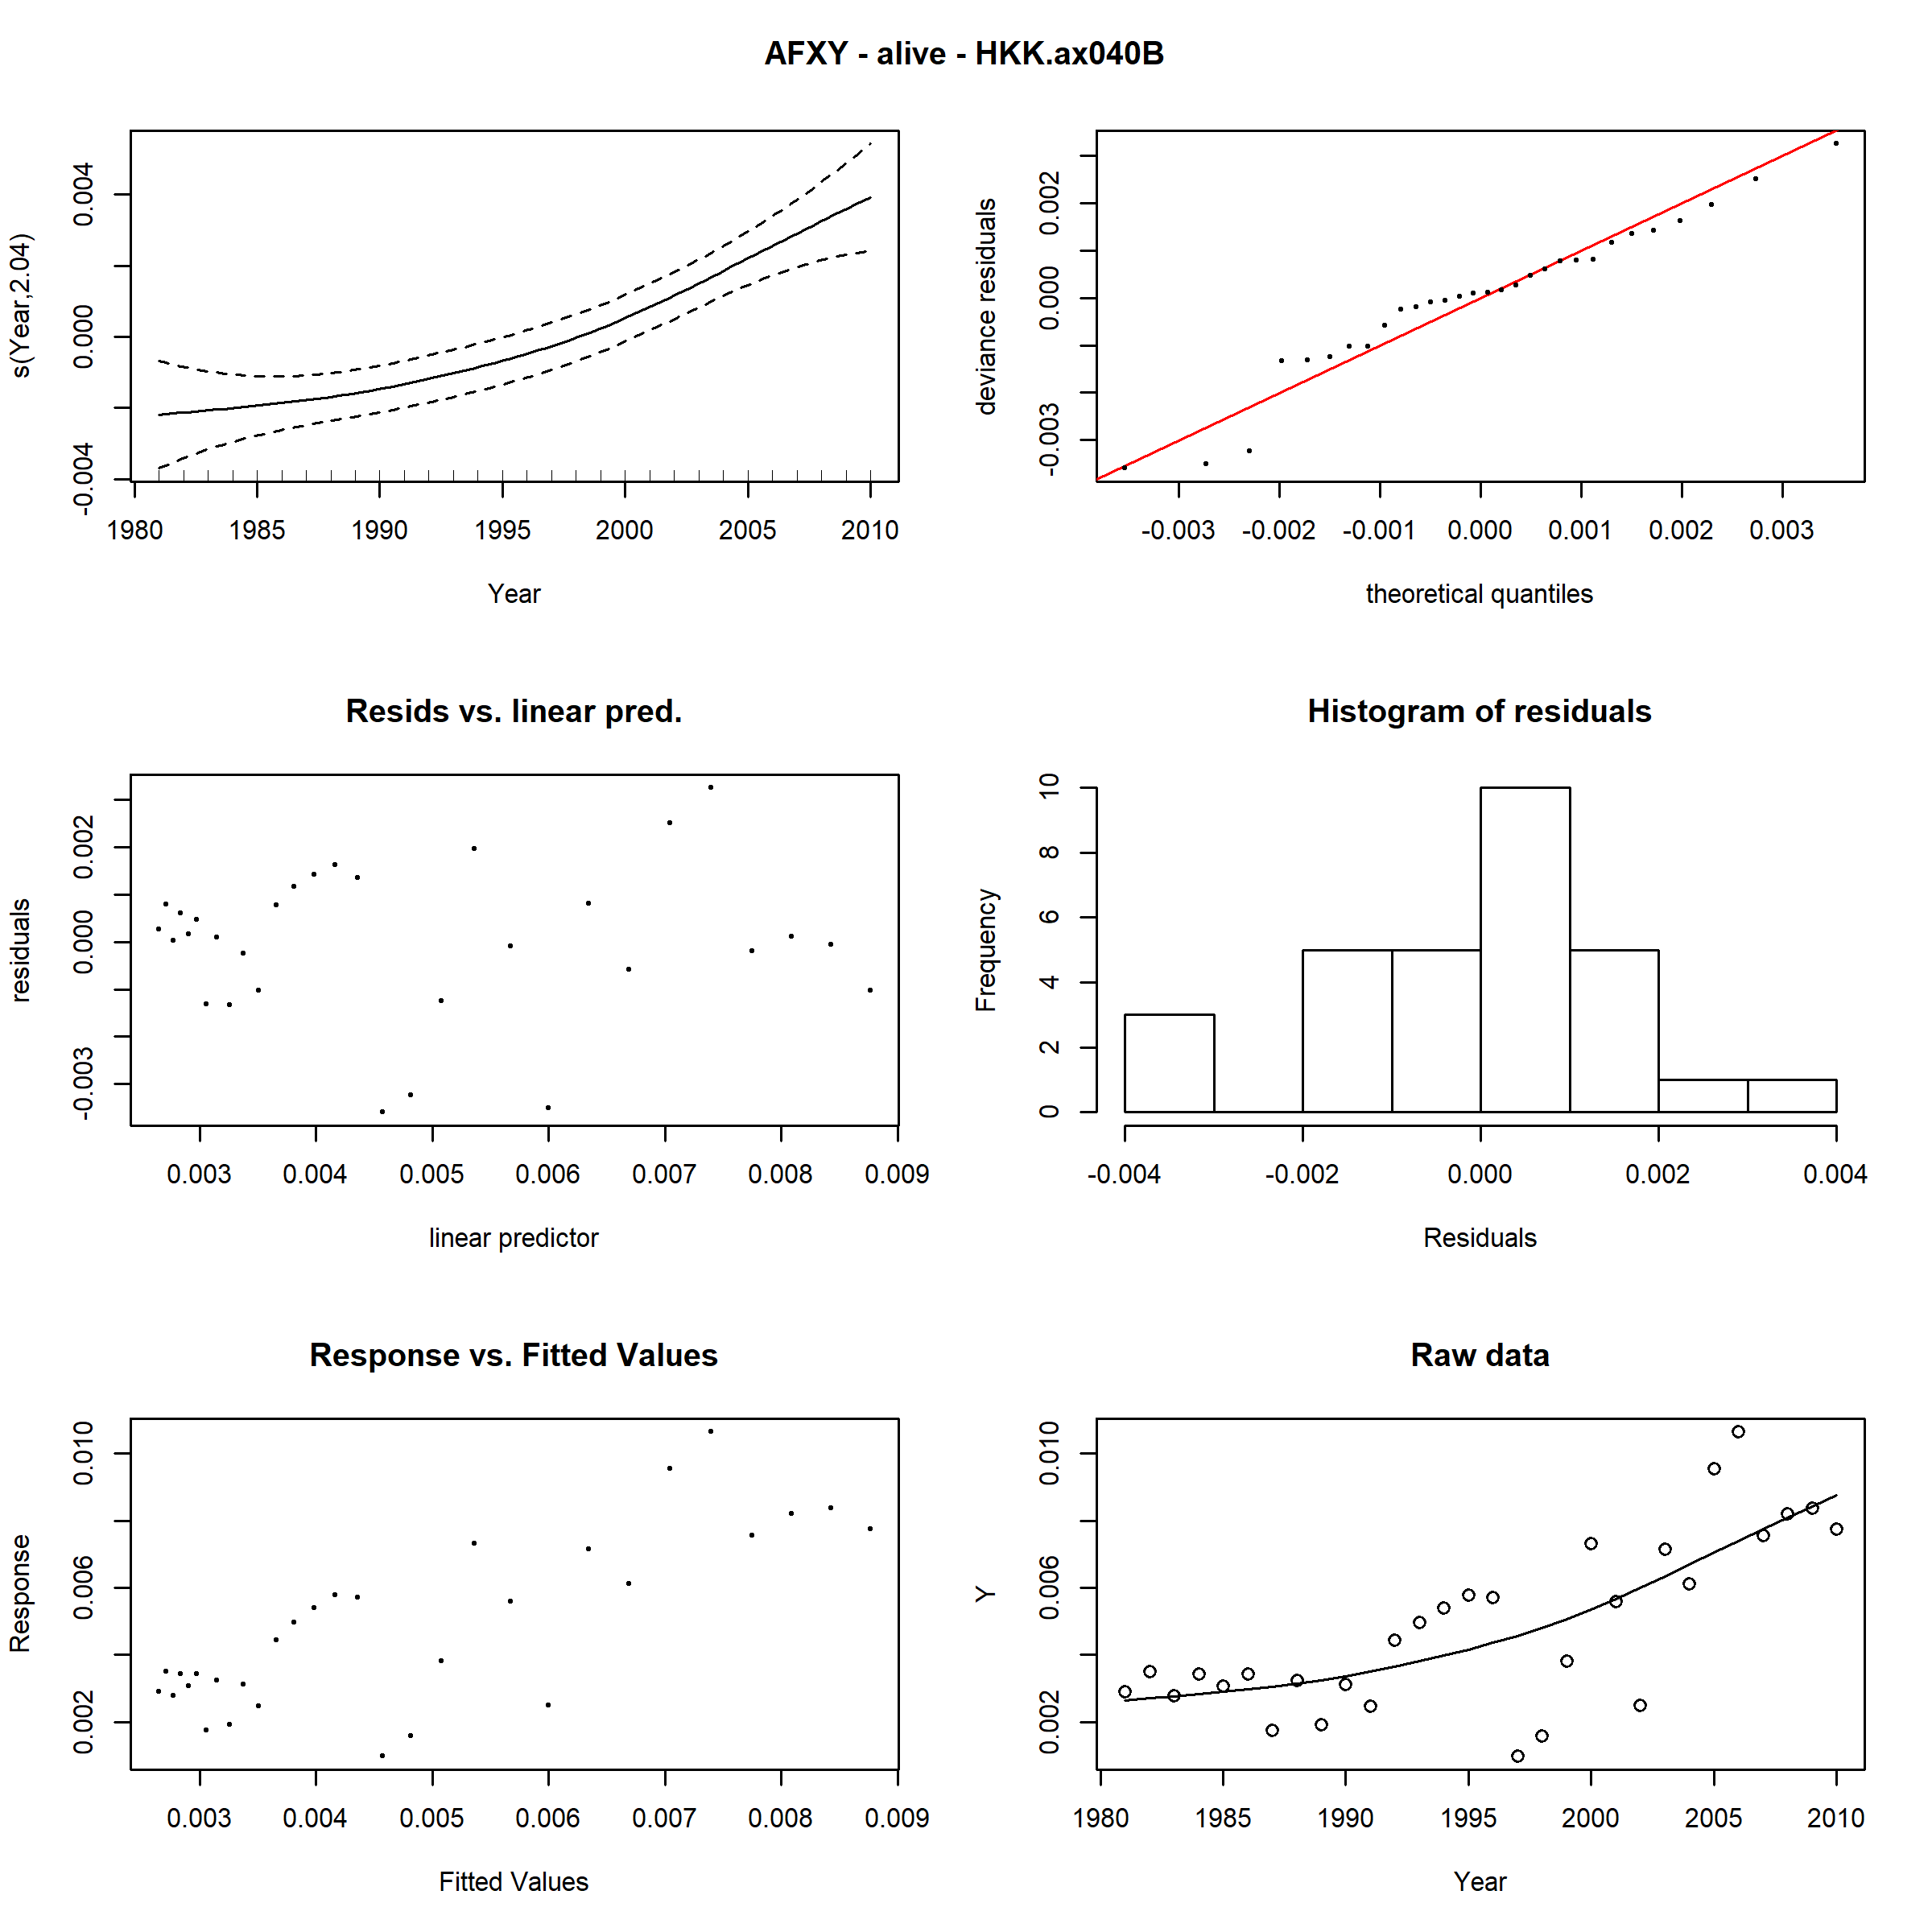 AFXY - alive - HKK.ax040B
s(Year,2.04)
-0.004 0.000 0.004
1980 1985 1990 1995 2000 2005 2010
Year
deviance residuals
-0.003 0.000 0.002
-0.003 -0.002 -0.001 0.000 0.001 0.002 0.003
theoretical quantiles
Resids vs. linear pred.
residuals
-0.003 0.000 0.002
0.003 0.004 0.005 0.006 0.007 0.008 0.009
linear predictor
Histogram of residuals
Frequency
0 2 4 6 8 10
-0.004 -0.002 0.000 0.002 0.004
Residuals
Response vs. Fitted Values
Response
0.002 0.006 0.010
0.003 0.004 0.005 0.006 0.007 0.008 0.009
Fitted Values
Raw data
Y
0.002 0.006 0.010
1980 1985 1990 1995 2000 2005 2010
Year